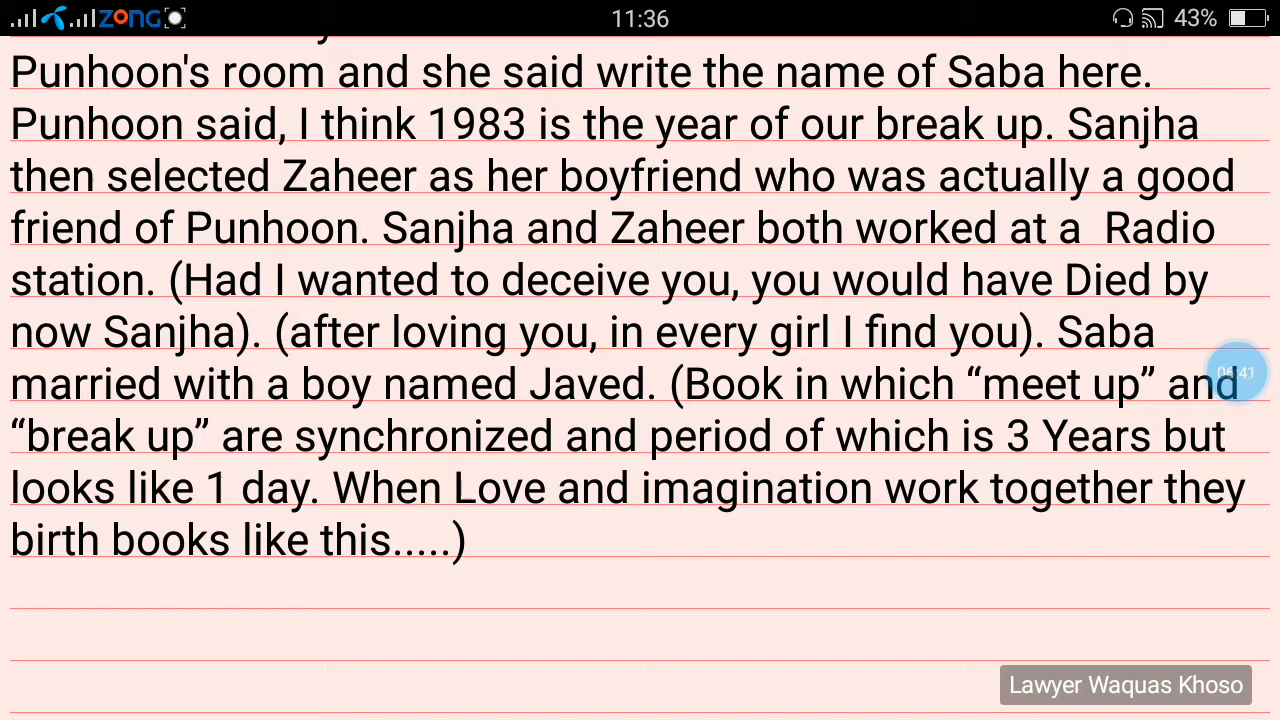 ZONG 11:36 43%
Punhoon's room and she said write the name of Saba here.
Punhoon said, I think 1983 is the year of our break up. Sanjha
then selected Zaheer as her boyfriend who was actually a good
friend of Punhoon. Sanjha and Zaheer both worked at a Radio
station. (Had I wanted to deceive you, you would have Died by
now Sanjha). (after loving you, in every girl I find you). Saba
married with a boy named Javed. (Book in which “meet up” and
06:41
“break up” are synchronized and period of which is 3 Years but
looks like 1 day. When Love and imagination work together they
birth books like this.....)
Lawyer Waquas Khoso